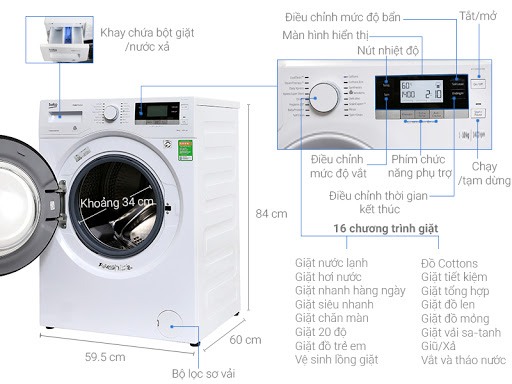 Khay chứa bột giặt
/nước xả
Điều chỉnh mức độ bẩn
Tắt/mở
Màn hình hiển thị
Nút nhiệt độ
beko
60°
1400
2:10
Khoảng 34 cm
Điều chỉnh
mức độ vắt
Phím chức
năng phụ trợ
Chạy
/tạm dừng
Điều chỉnh thời gian
kết thúc
84 cm
60 cm
59.5 cm
Bộ lọc sơ vải
16 chương trình giặt
Giặt nước lạnh
Giặt hơi nước
Giặt nhanh hàng ngày
Giặt siêu nhanh
Giặt chăn màn
Giặt 20 độ
Giặt đồ trẻ em
Vệ sinh lồng giặt
Đồ Cottons
Giặt tiết kiệm
Giặt tổng hợp
Giặt đồ len
Giặt đồ mỏng
Giặt vải sa-tanh
Giũ/Xả
Vắt và tháo nước